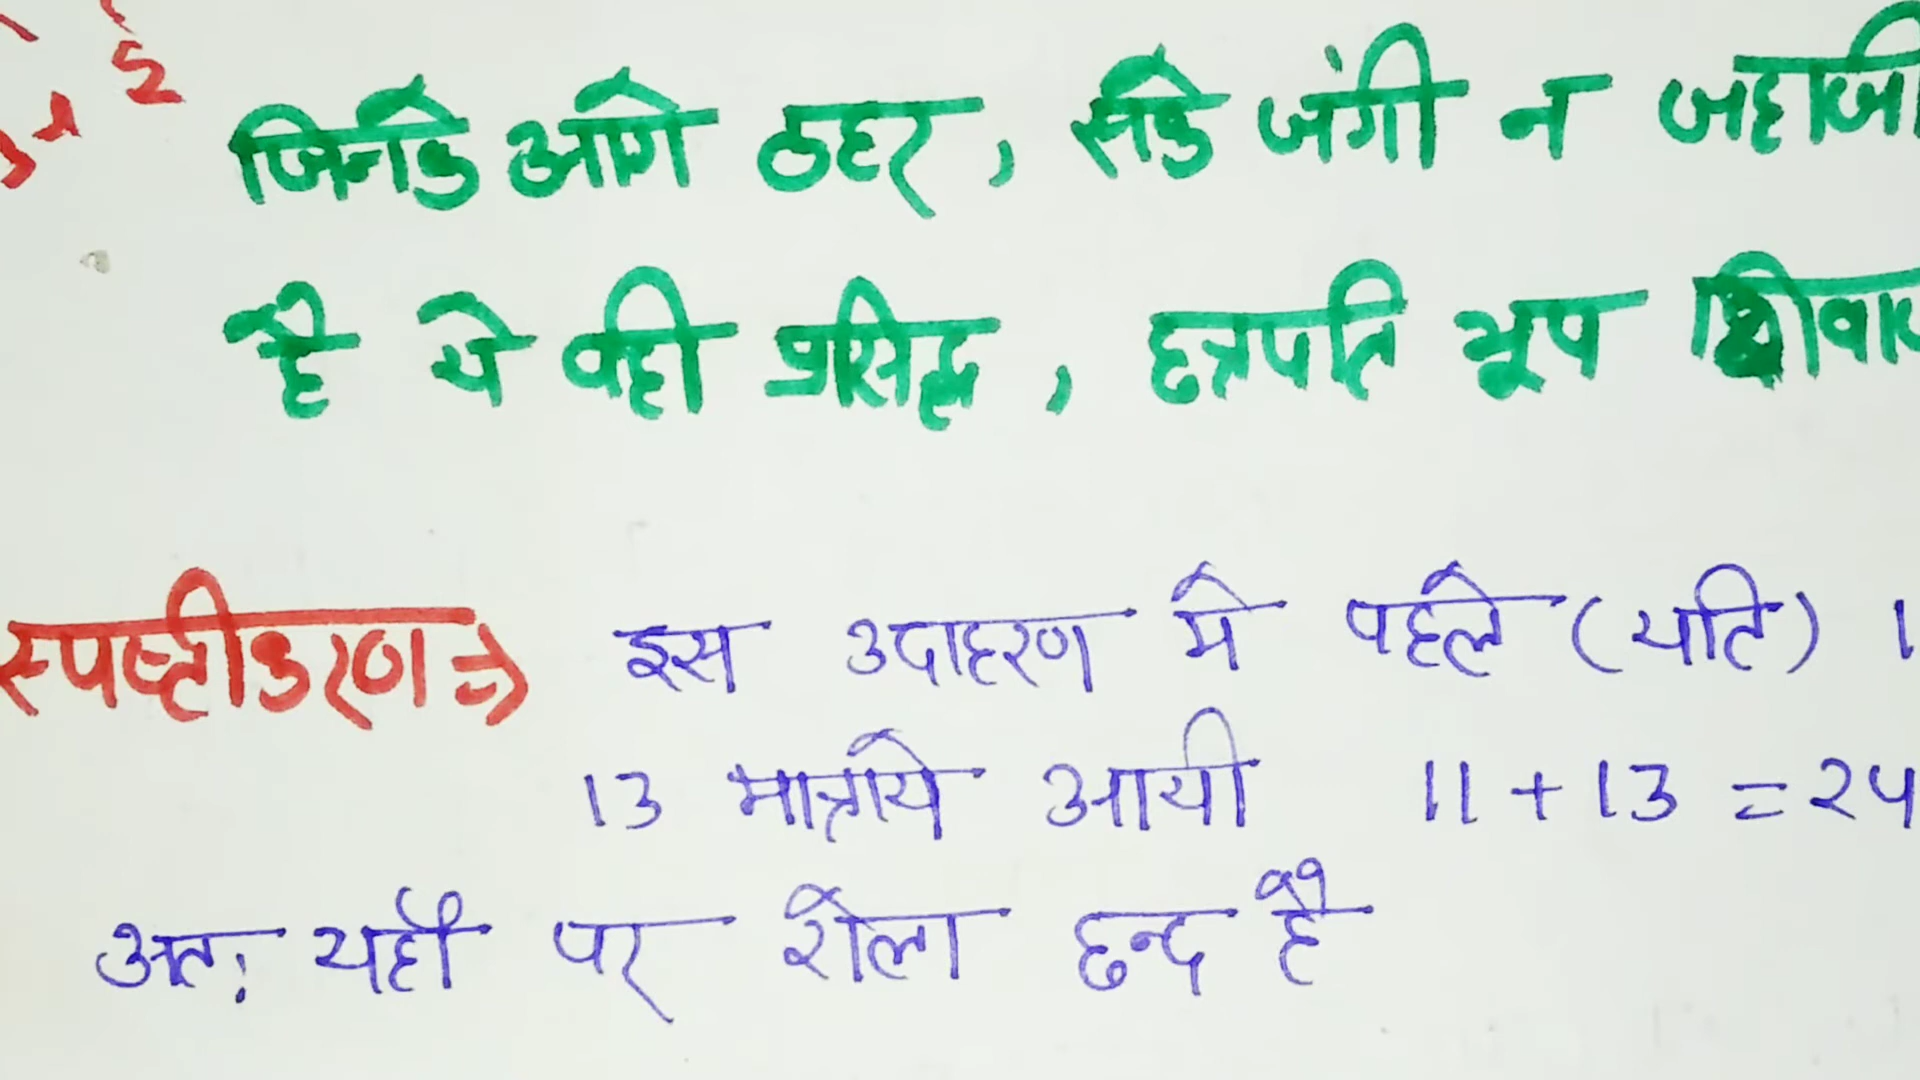 जिनके आगे ठहर, सके जंगी न जहाजी
है ये वही प्रसिद्ध, छत्रपति भूप शिवा
स्पष्टीकरण ⇒ इस उदाहरण मे पहले (यति) 1
13 मात्राये आयी 11 + 13 = 24
अत: यहाँ पर रोला छन्द है